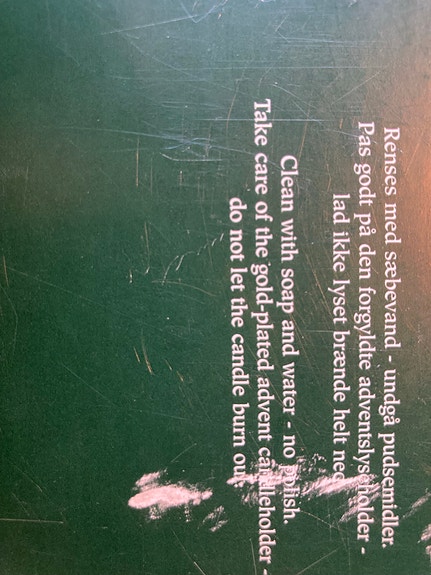 Renses med sæbevand - undgå pudsemidler.
Pas godt på den forgyldte adventslyseholder -
lad ikke lyset brænde helt ned
Clean with soap and water - no polish.
Take care of the gold-plated advent candleholder -
do not let the candle burn out